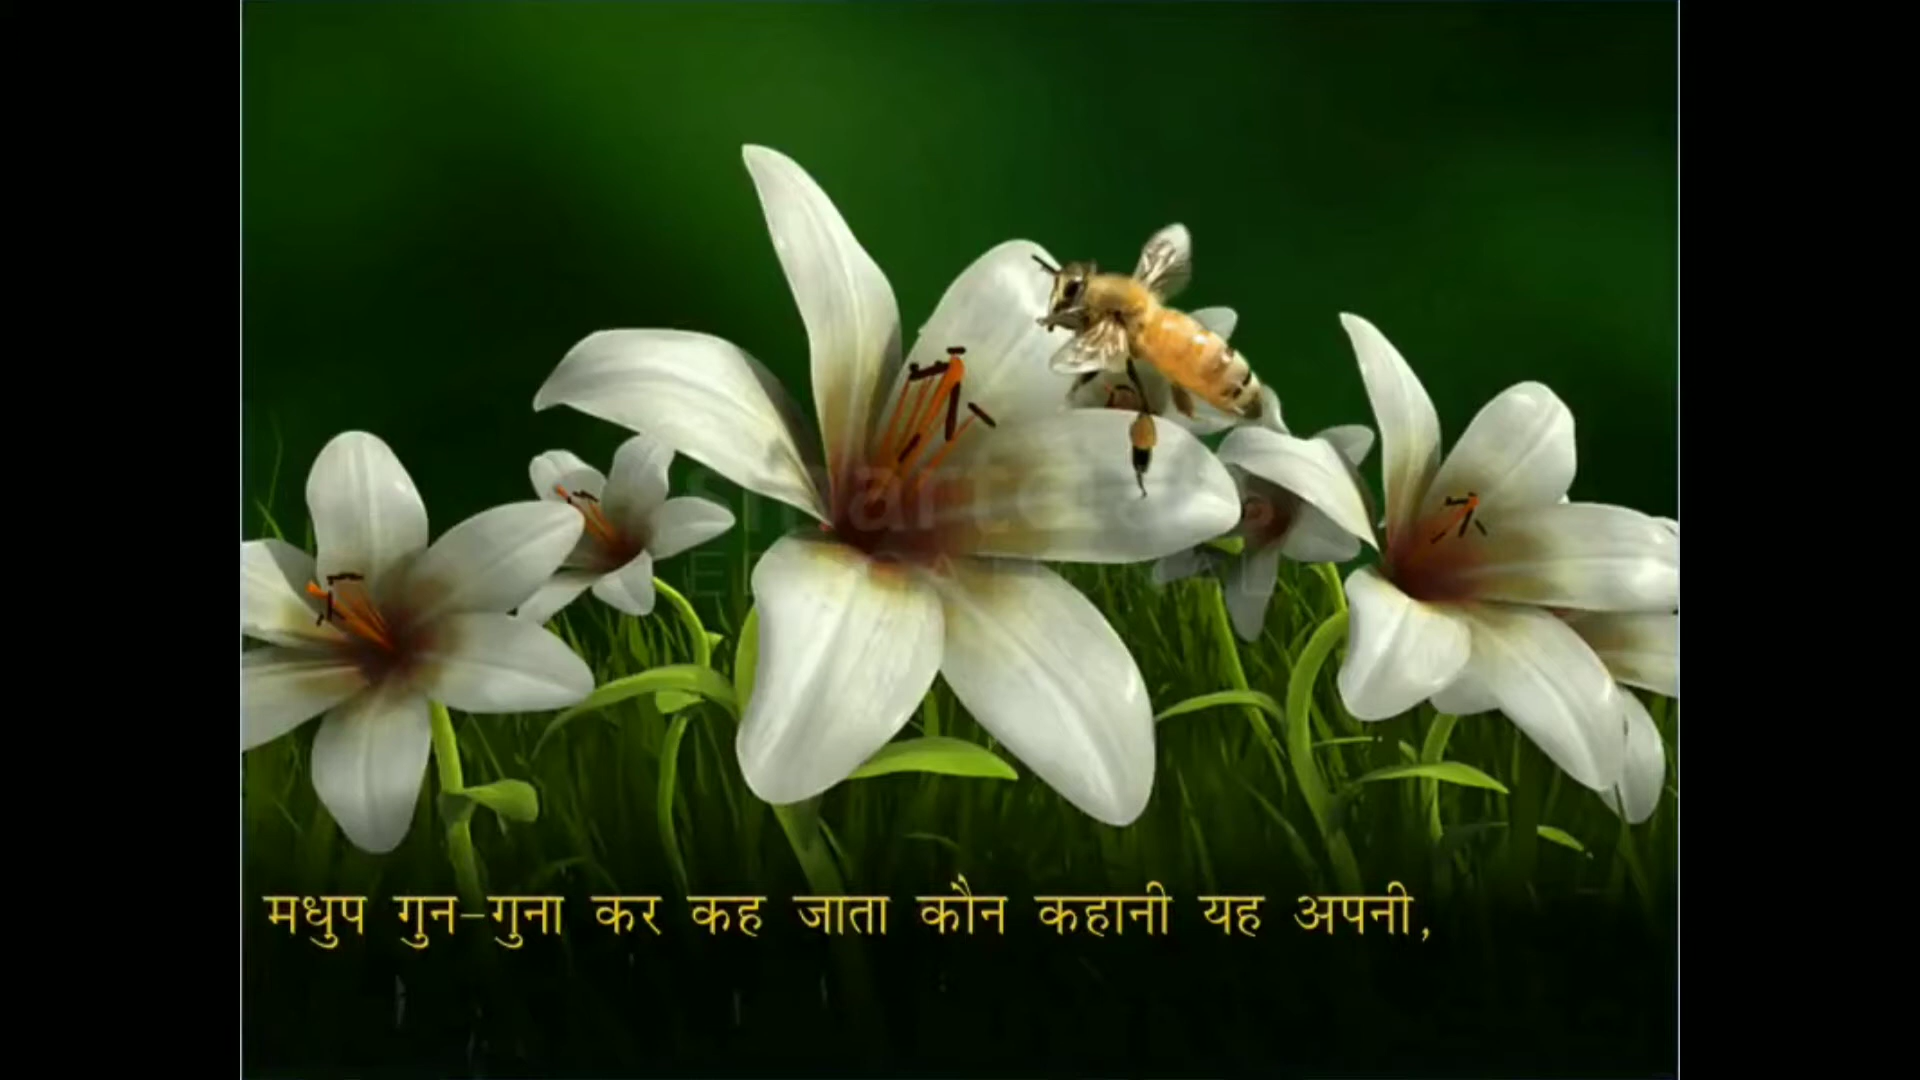 मधुप गुन-गुना कर कह जाता कौन कहानी यह अपनी,